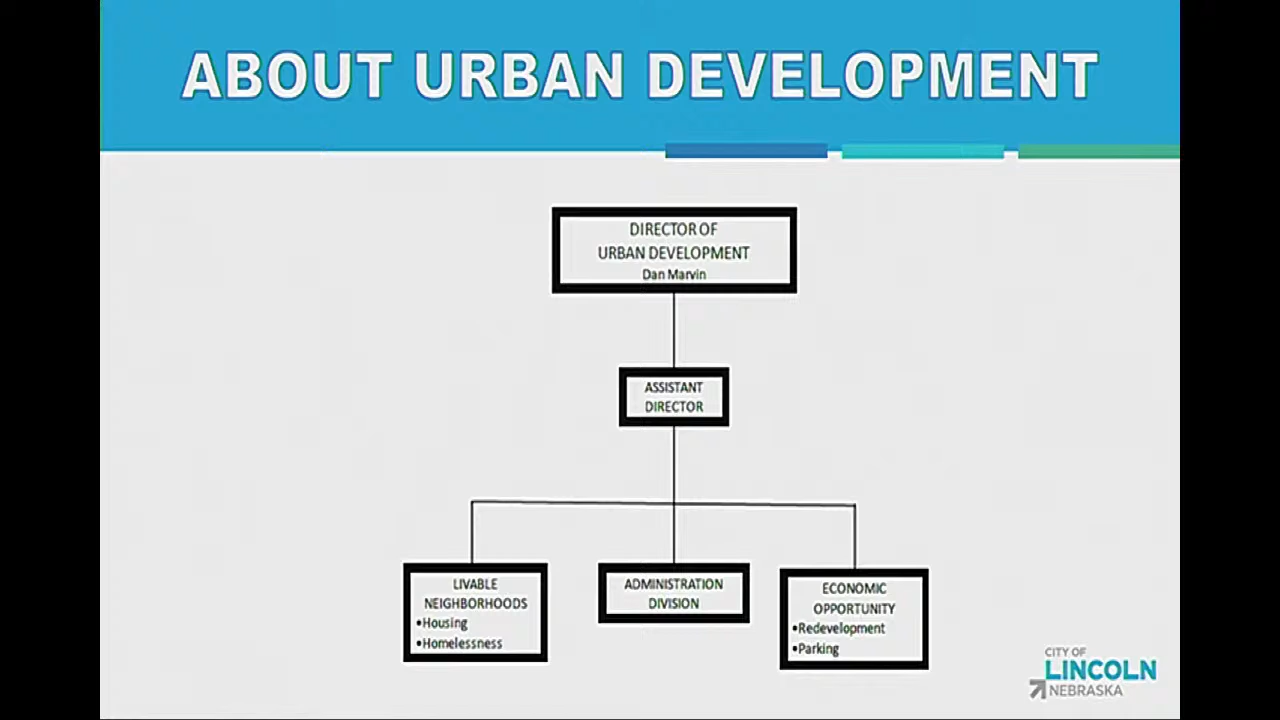 ABOUT URBAN DEVELOPMENT
DIRECTOR OF
URBAN DEVELOPMENT
Dan Marvin
ASSISTANT
DIRECTOR
LIVABLE
NEIGHBORHOODS
•Housing
•Homelessness
ADMINISTRATION
DIVISION
ECONOMIC
OPPORTUNITY
•Redevelopment
•Parking
CITY OF
LINCOLN
NEBRASKA